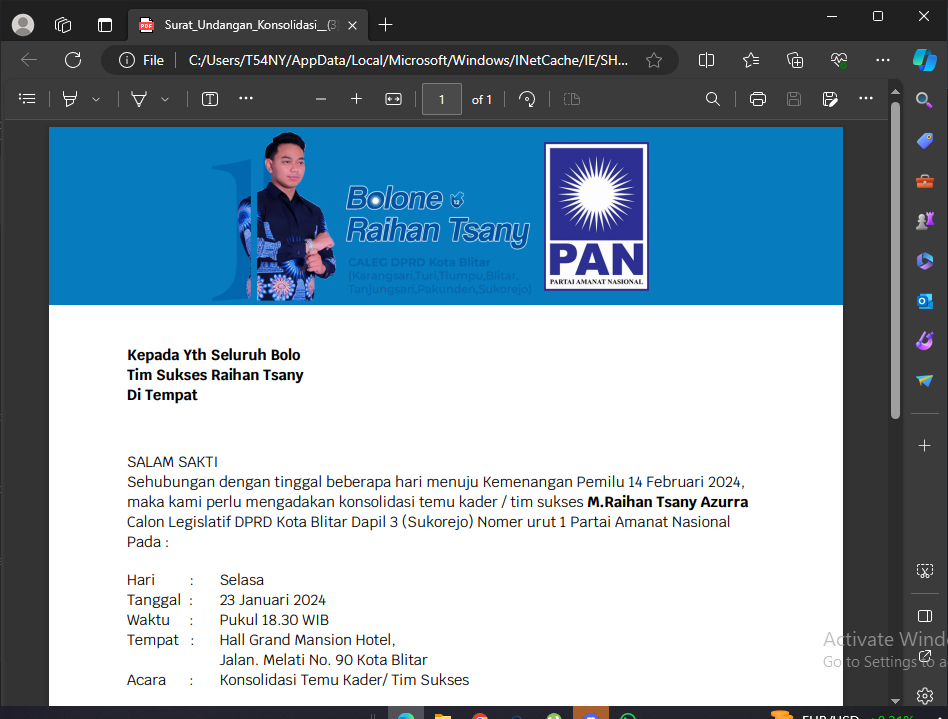 Surat_Undangan_Konsolidasi__(3
File
C:/Users/T54NY/AppData/Local/Microsoft/Windows/INetCache/IE/SH...
1 of 1
1
Bolone 12
Raihan Tsany
CALEG DPRD Kota Blitar
(Karangsari,Turi,Tlumpu,Blitar,
Tanjungsari,Pakunden,Sukorejo)
PAN
PARTAI AMANAT NASIONAL
Kepada Yth Seluruh Bolo
Tim Sukses Raihan Tsany
Di Tempat
SALAM SAKTI
Sehubungan dengan tinggal beberapa hari menuju Kemenangan Pemilu 14 Februari 2024,
maka kami perlu mengadakan konsolidasi temu kader / tim sukses M.Raihan Tsany Azurra
Calon Legislatif DPRD Kota Blitar Dapil 3 (Sukorejo) Nomer urut 1 Partai Amanat Nasional
Pada :
Hari : Selasa
Tanggal : 23 Januari 2024
Waktu : Pukul 18.30 WIB
Tempat : Hall Grand Mansion Hotel,
Jalan. Melati No. 90 Kota Blitar
Acara : Konsolidasi Temu Kader/ Tim Sukses
Activate Windo
Go to Settings to a
EUR/USD